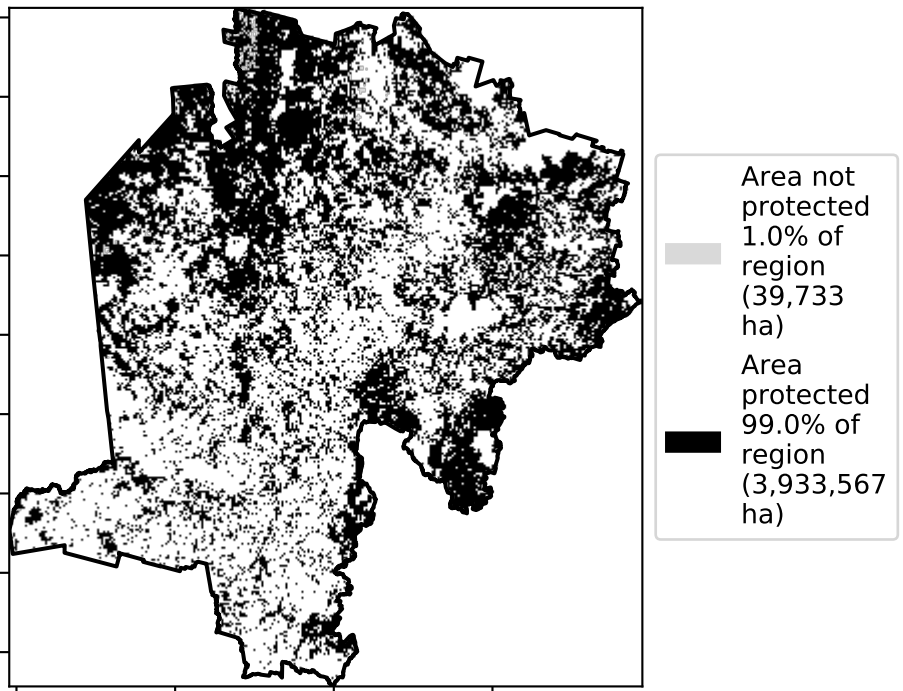 Area not
protected
1.0% of
region
(39,733
ha)
Area
protected
99.0% of
region
(3,933,567
ha)